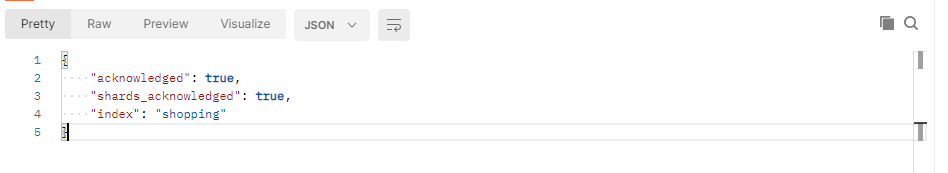 Pretty Raw Preview Visualize JSON
1 {
2 "acknowledged": true,
3 "shards_acknowledged": true,
4 "index": "shopping"
5 }